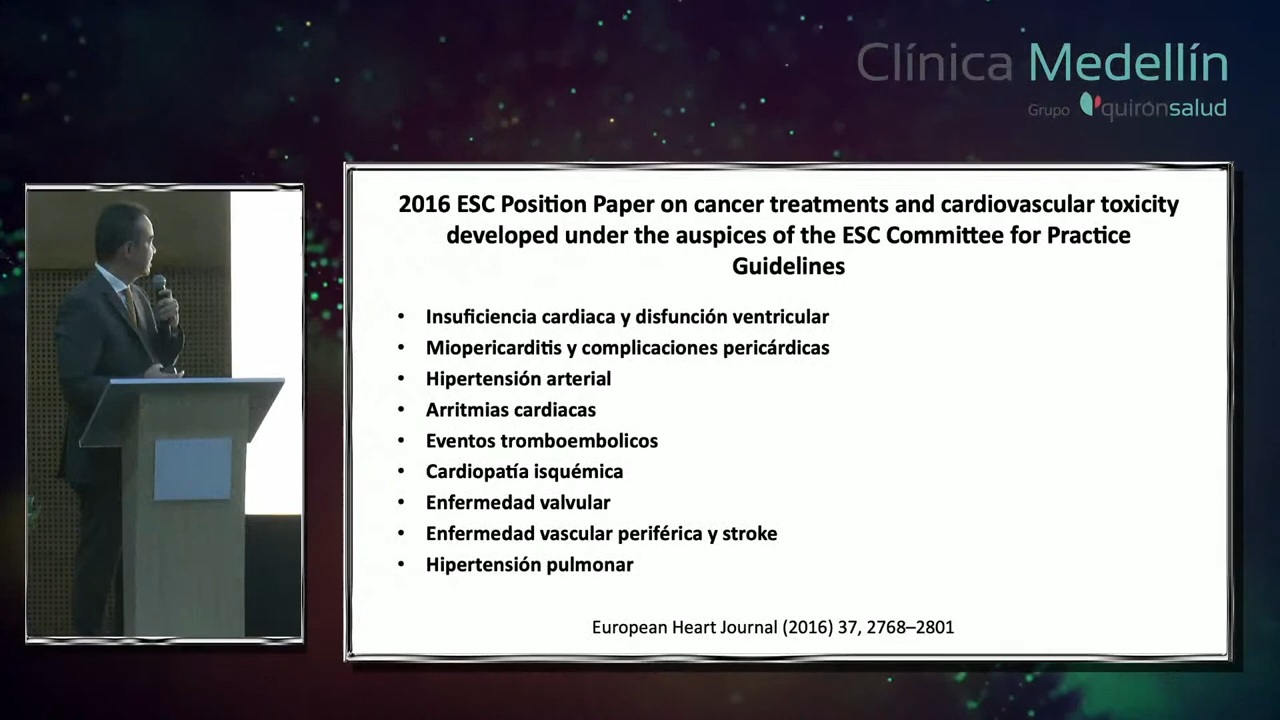 Clínica Medellín
Grupo quirónsalud
2016 ESC Position Paper on cancer treatments and cardiovascular toxicity
developed under the auspices of the ESC Committee for Practice
Guidelines
• Insuficiencia cardiaca y disfunción ventricular
• Miopericarditis y complicaciones pericárdicas
• Hipertensión arterial
• Arritmias cardiacas
• Eventos tromboembolicos
• Cardiopatía isquémica
• Enfermedad valvular
• Enfermedad vascular periférica y stroke
• Hipertensión pulmonar
European Heart Journal (2016) 37, 2768–2801